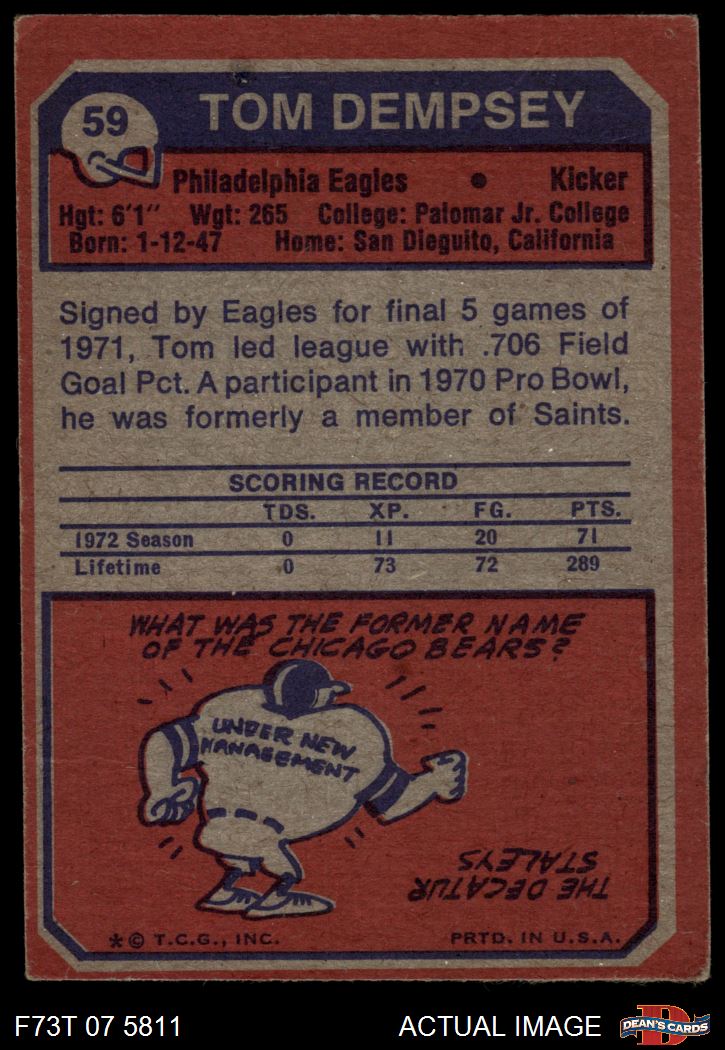 59
TOM DEMPSEY
Philadelphia Eagles • Kicker
Hgt: 6'1" Wgt: 265 College: Palomar Jr. College
Born: 1-12-47 Home: San Dieguito, California
Signed by Eagles for final 5 games of
1971, Tom led league with .706 Field
Goal Pct. A participant in 1970 Pro Bowl,
he was formerly a member of Saints.
SCORING RECORD
TDS. XP. FG. PTS.
1972 Season 0 11 20 71
Lifetime 0 73 72 289
WHAT WAS THE FORMER NAME
OF THE CHICAGO BEARS?
UNDER NEW
MANAGEMENT
THE DECATUR
STALEYS
* © T.C.G., INC. PRTD. IN U.S.A.
F73T 07 5811 ACTUAL IMAGE
D
DEAN'S CARDS